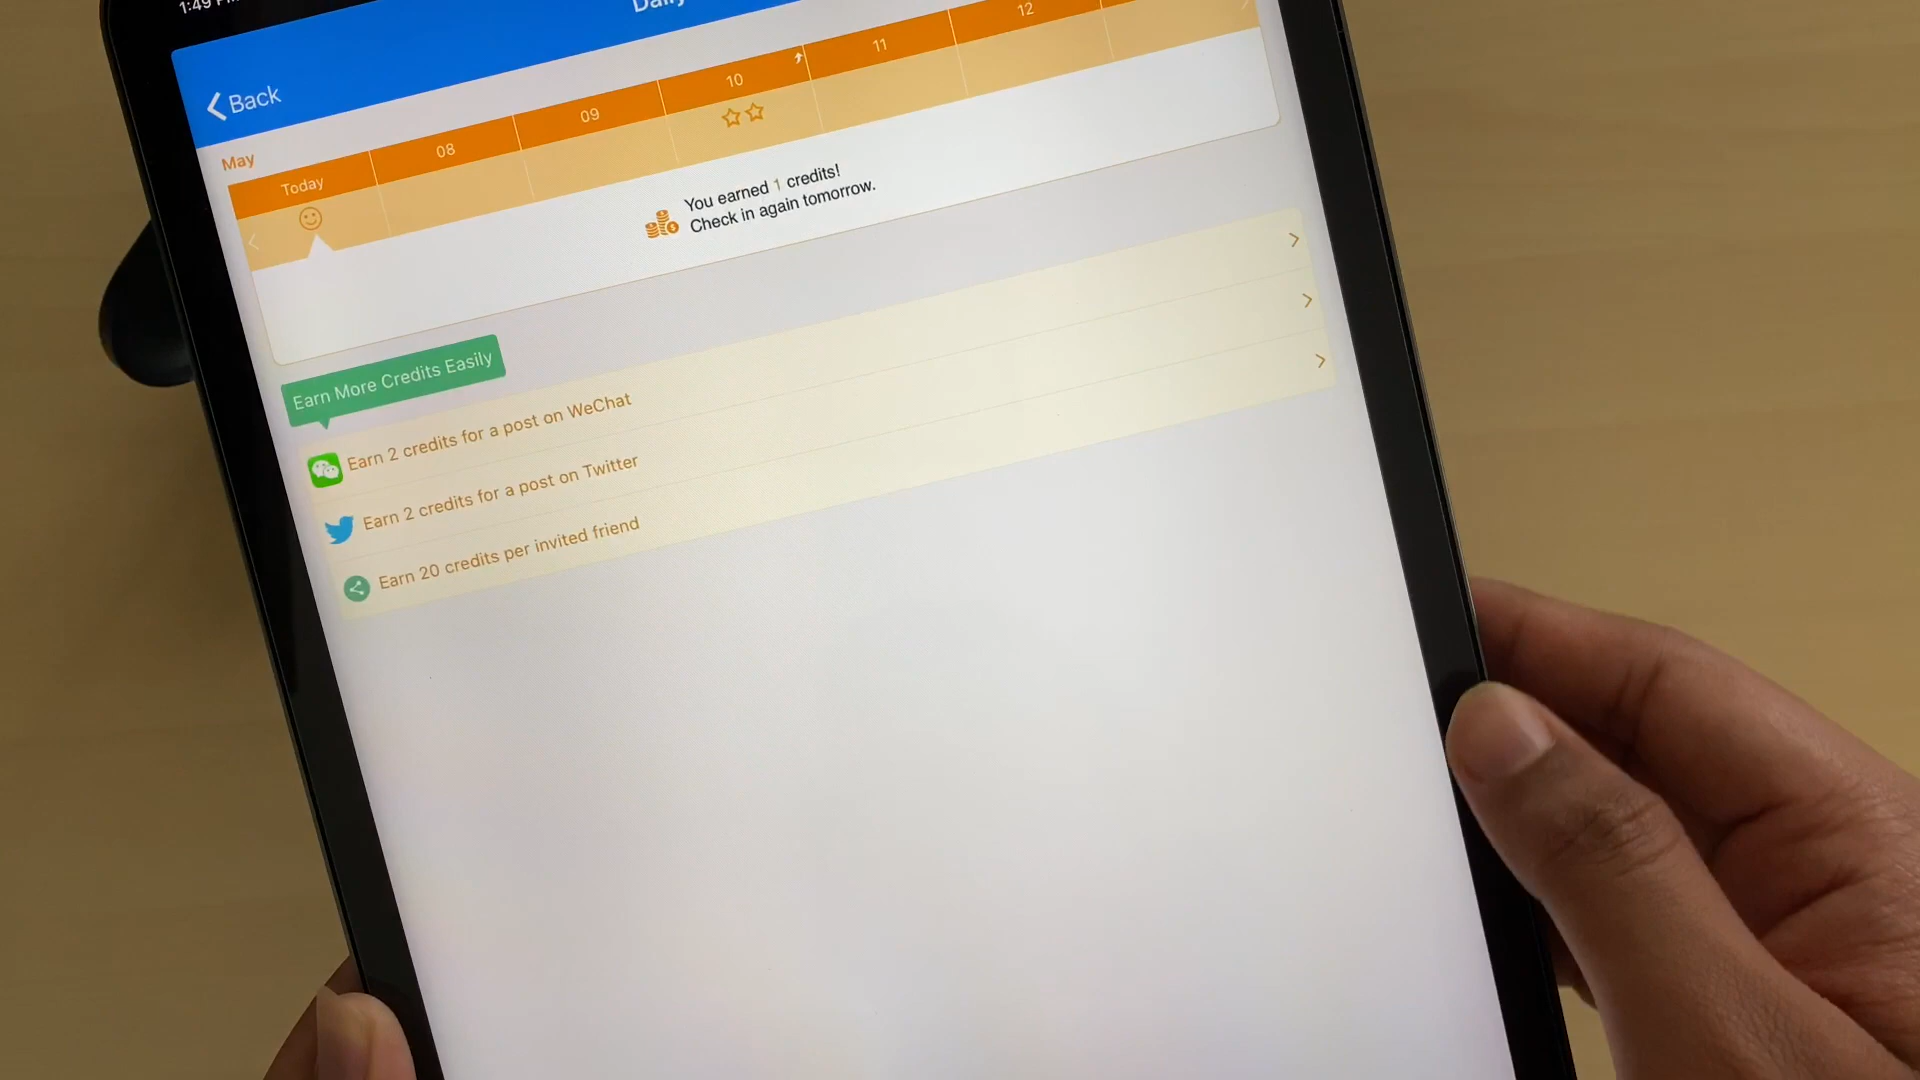 1:49 PM
Daily
Back
May
Today 08 09 10 11 12
You earned 1 credits!
Check in again tomorrow.
Earn More Credits Easily
Earn 2 credits for a post on WeChat
Earn 2 credits for a post on Twitter
Earn 20 credits per invited friend